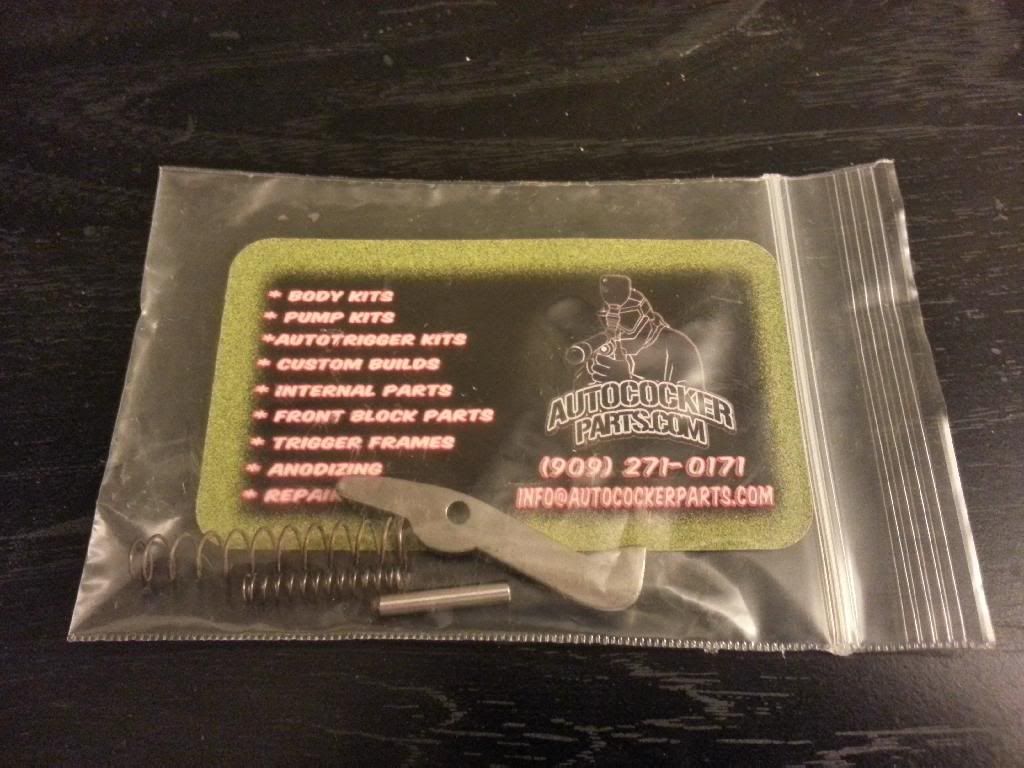 * BODY KITS
* PUMP KITS
*AUTOTRIGGER KITS
* CUSTOM BUILDS
* INTERNAL PARTS
* FRONT BLOCK PARTS
* TRIGGER FRAMES
* ANODIZING
* REPAI
AUTOCOCKER
PARTS.COM
(909) 271-0171
INFO@AUTOCOCKERPARTS.COM